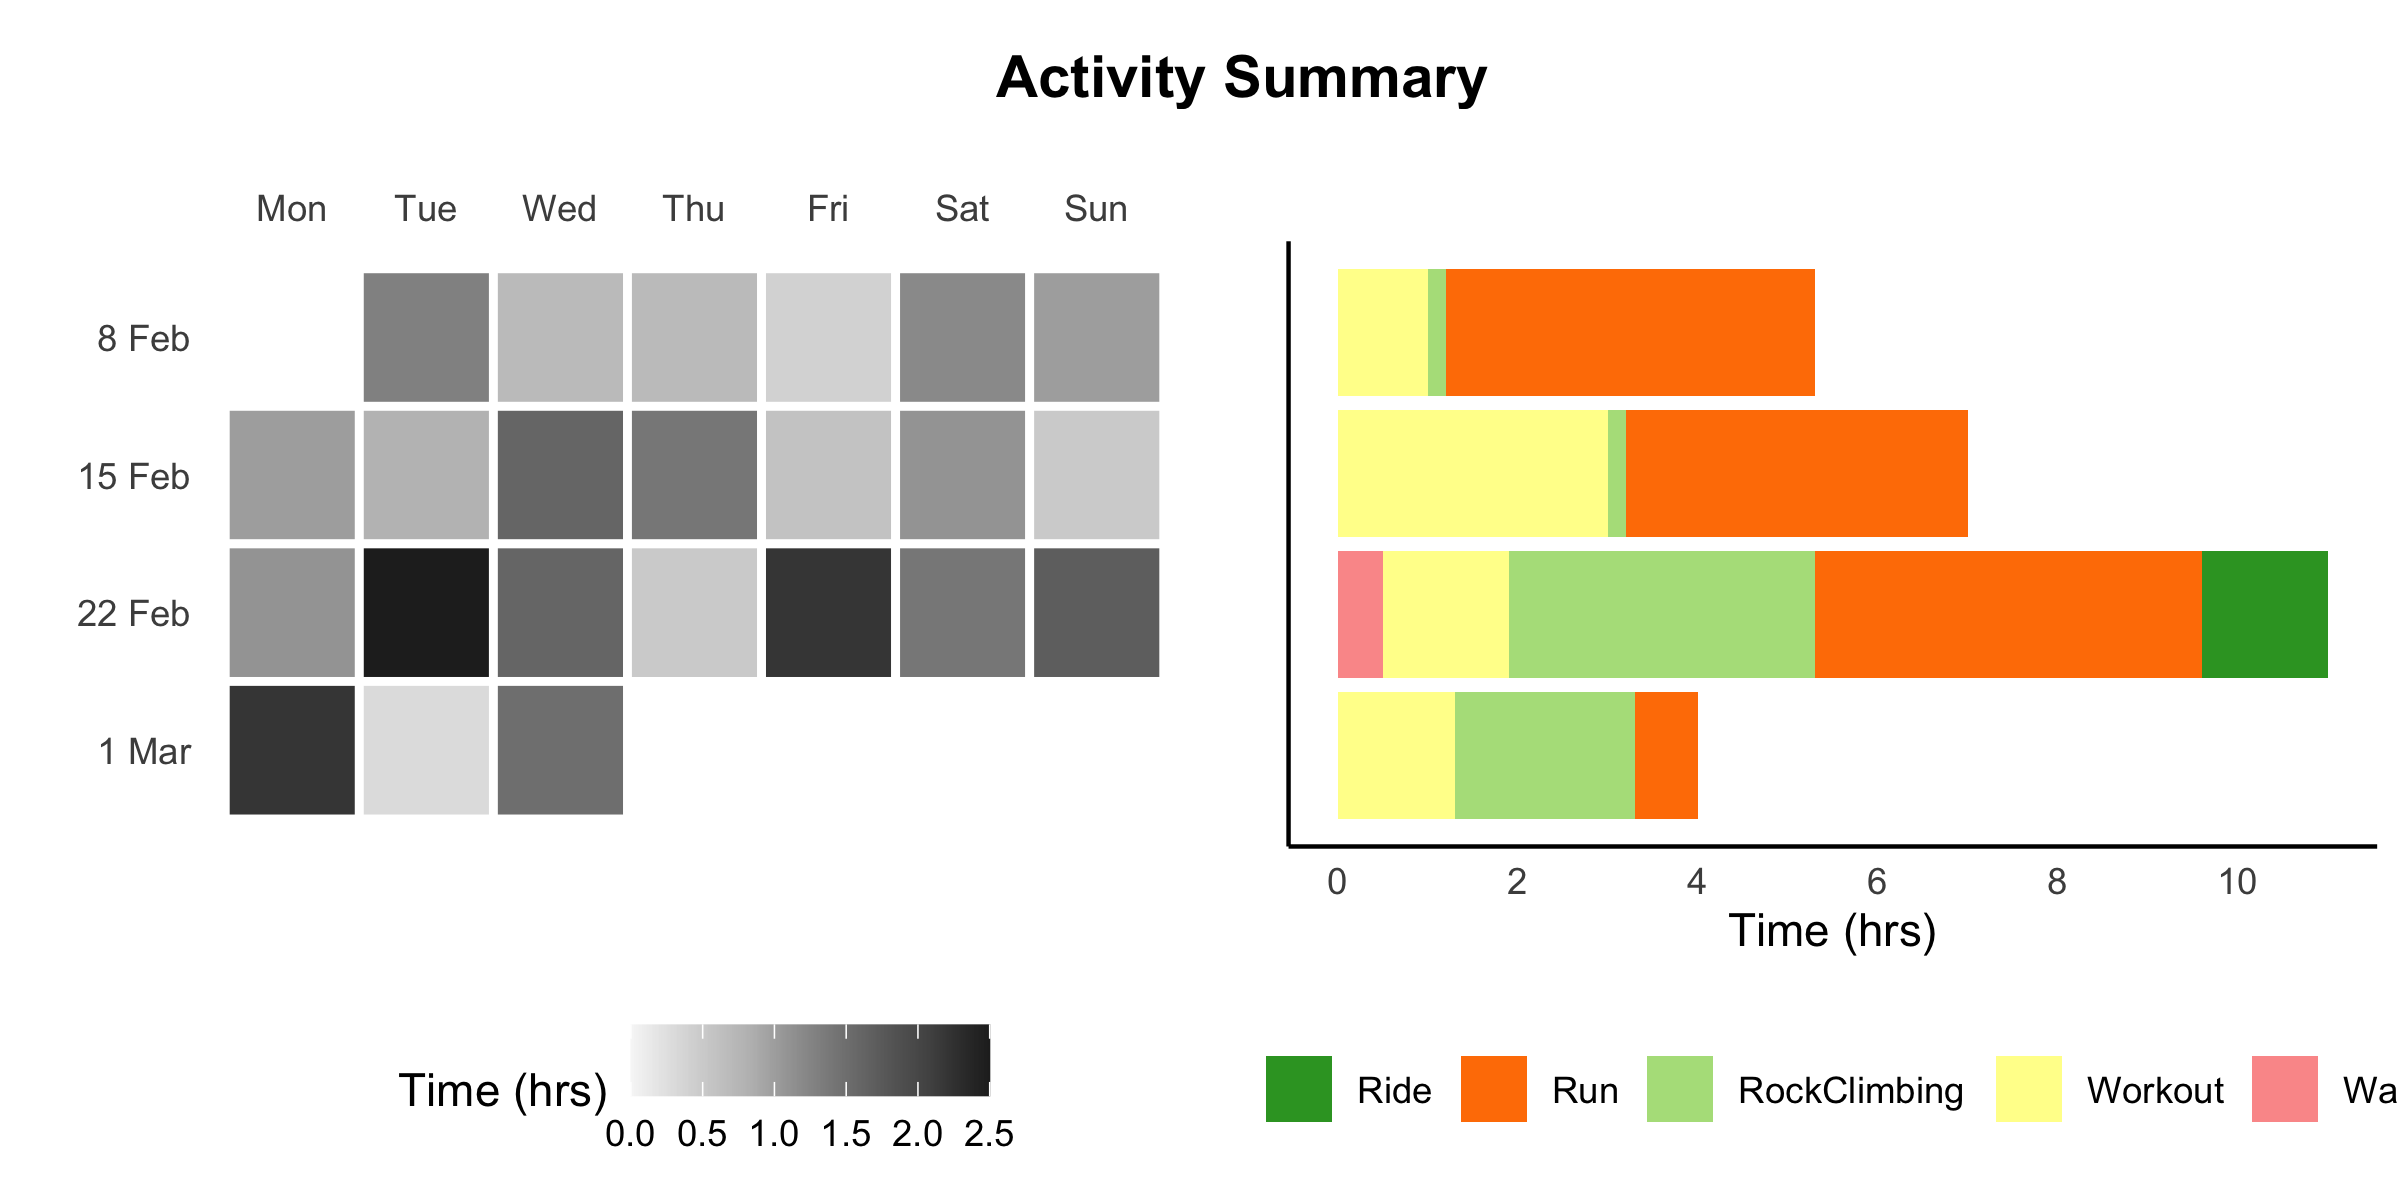 Activity Summary
Mon Tue Wed Thu Fri Sat Sun
8 Feb
15 Feb
22 Feb
1 Mar
0 2 4 6 8 10
Time (hrs)
Time (hrs)
0.0 0.5 1.0 1.5 2.0 2.5
Ride Run RockClimbing Workout Wa